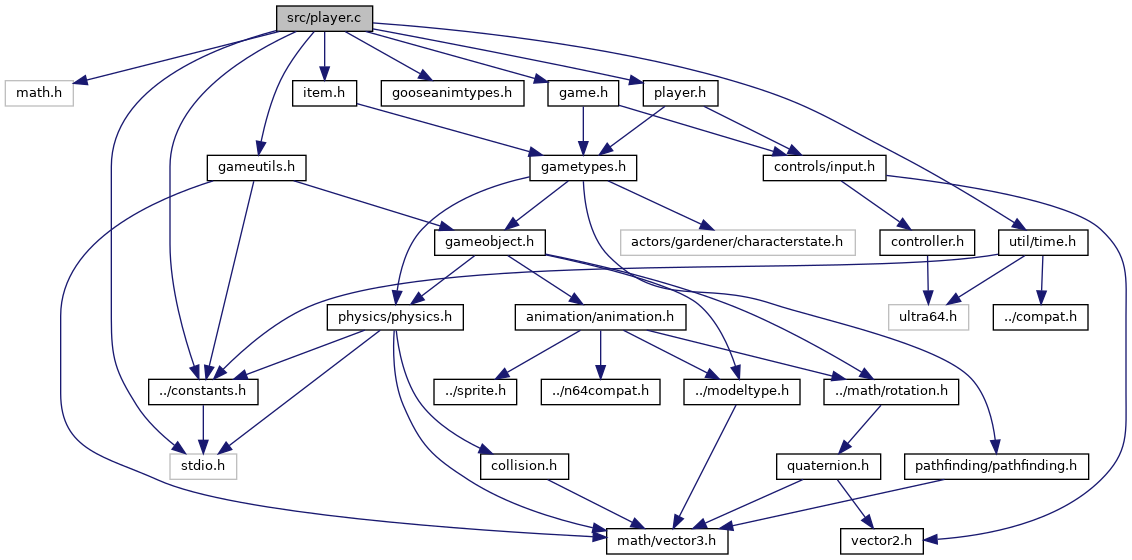 src/player.c
math.h
item.h
gooseanimtypes.h
game.h
player.h
gameutils.h
gametypes.h
controls/input.h
gameobject.h
actors/gardener/characterstate.h
controller.h
util/time.h
physics/physics.h
animation/animation.h
ultra64.h
../compat.h
../constants.h
../sprite.h
../n64compat.h
../modeltype.h
../math/rotation.h
stdio.h
collision.h
quaternion.h
pathfinding/pathfinding.h
math/vector3.h
vector2.h